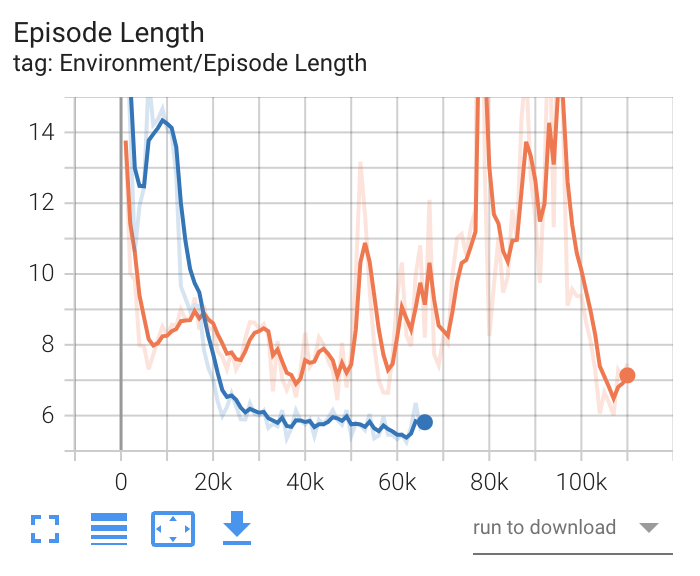 Episode Length
tag: Environment/Episode Length
14
12
10
8
6
0 20k 40k 60k 80k 100k
run to download